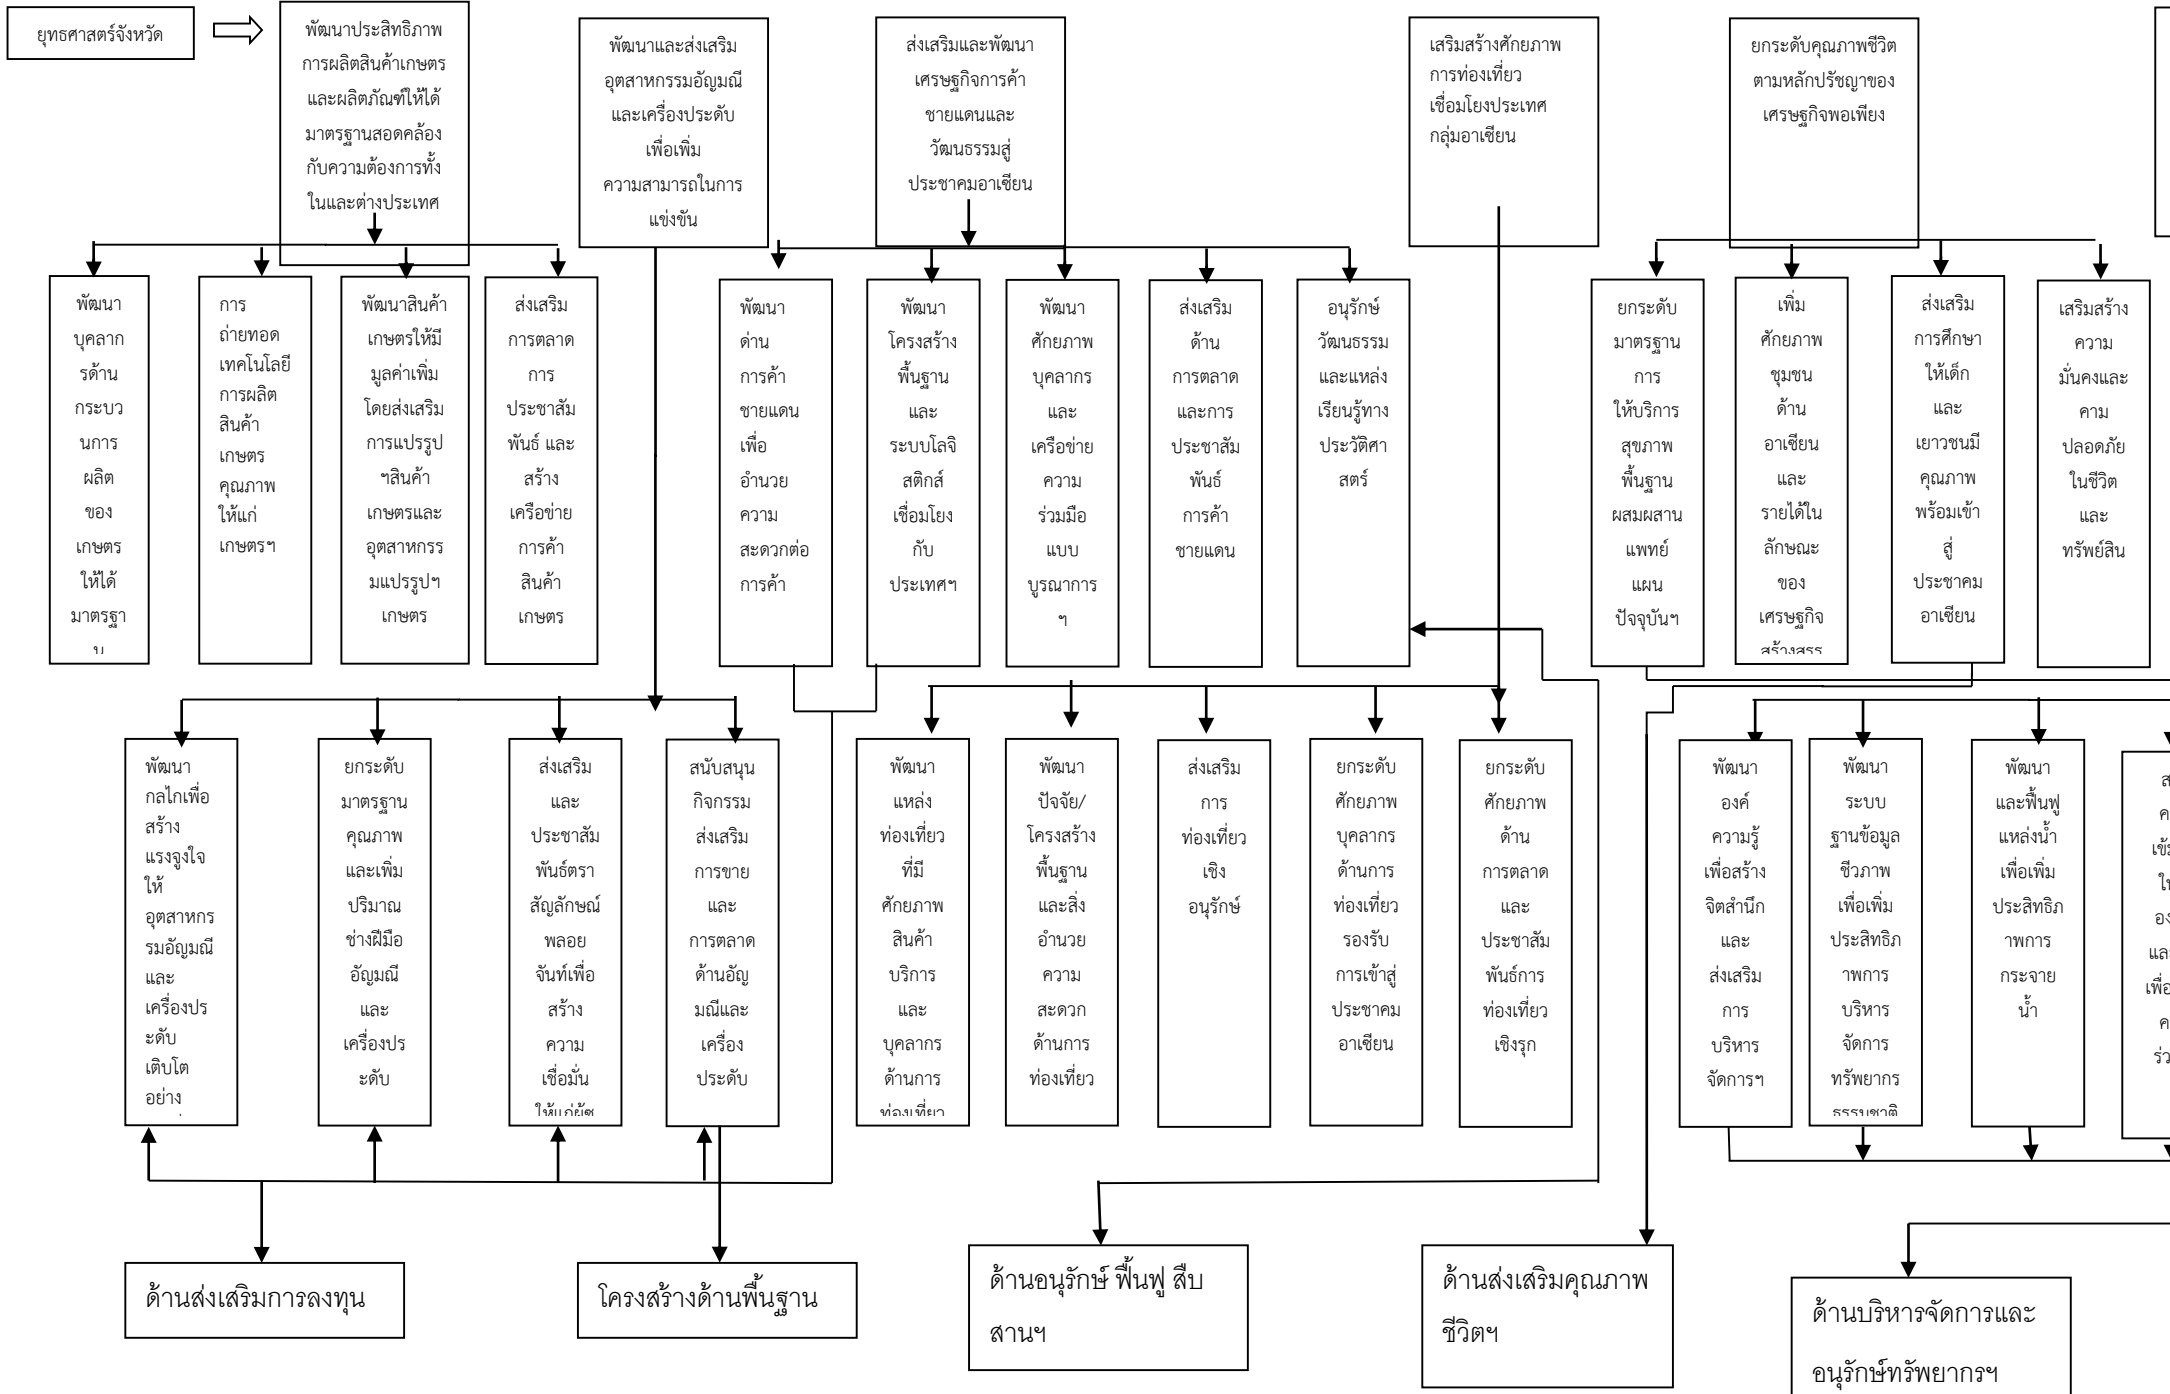 ยุทธศาสตร์จังหวัด
พัฒนาประสิทธิภาพ
การผลิตสินค้าเกษตร
และผลิตภัณฑ์ให้ได้
มาตรฐานสอดคล้อง
กับความต้องการทั้ง
ในและต่างประเทศ
พัฒนาและส่งเสริม
อุตสาหกรรมอัญมณี
และเครื่องประดับ
เพื่อเพิ่ม
ความสามารถในการ
แข่งขัน
ส่งเสริมและพัฒนา
เศรษฐกิจการค้า
ชายแดนและ
วัฒนธรรมสู่
ประชาคมอาเซียน
เสริมสร้างศักยภาพ
การท่องเที่ยว
เชื่อมโยงประเทศ
กลุ่มอาเซียน
ยกระดับคุณภาพชีวิต
ตามหลักปรัชญาของ
เศรษฐกิจพอเพียง
พัฒนา
บุคลาก
รด้าน
กระบว
นการ
ผลิต
ของ
เกษตร
ให้ได้
มาตรฐา
น
การ
ถ่ายทอด
เทคโนโลยี
การผลิต
สินค้า
เกษตร
คุณภาพ
ให้แก่
เกษตรฯ
พัฒนาสินค้า
เกษตรให้มี
มูลค่าเพิ่ม
โดยส่งเสริม
การแปรรูป
ฯสินค้า
เกษตรและ
อุตสาหกรร
มแปรรูปฯ
เกษตร
ส่งเสริม
การตลาด
การ
ประชาสัม
พันธ์ และ
สร้าง
เครือข่าย
การค้า
สินค้า
เกษตร
พัฒนา
ด่าน
การค้า
ชายแดน
เพื่อ
อำนวย
ความ
สะดวกต่อ
การค้า
พัฒนา
โครงสร้าง
พื้นฐาน
และ
ระบบโลจิ
สติกส์
เชื่อมโยง
กับ
ประเทศฯ
พัฒนา
ศักยภาพ
บุคลากร
และ
เครือข่าย
ความ
ร่วมมือ
แบบ
บูรณาการ
ฯ
ส่งเสริม
ด้าน
การตลาด
และการ
ประชาสัม
พันธ์
การค้า
ชายแดน
อนุรักษ์
วัฒนธรรม
และแหล่ง
เรียนรู้ทาง
ประวัติศา
สตร์
ยกระดับ
มาตรฐาน
การ
ให้บริการ
สุขภาพ
พื้นฐาน
ผสมผสาน
แพทย์
แผน
ปัจจุบันฯ
เพิ่ม
ศักยภาพ
ชุมชน
ด้าน
อาเซียน
และ
รายได้ใน
ลักษณะ
ของ
เศรษฐกิจ
สร้างสรร
ส่งเสริม
การศึกษา
ให้เด็ก
และ
เยาวชนมี
คุณภาพ
พร้อมเข้า
สู่
ประชาคม
อาเซียน
เสริมสร้าง
ความ
มั่นคงและ
คาม
ปลอดภัย
ในชีวิต
และ
ทรัพย์สิน
พัฒนา
กลไกเพื่อ
สร้าง
แรงจูงใจ
ให้
อุตสาหกร
รมอัญมณี
และ
เครื่องปร
ะดับ
เติบโต
อย่าง
ยกระดับ
มาตรฐาน
คุณภาพ
และเพิ่ม
ปริมาณ
ช่างฝีมือ
อัญมณี
และ
เครื่องปร
ะดับ
ส่งเสริม
และ
ประชาสัม
พันธ์ตรา
สัญลักษณ์
พลอย
จันท์เพื่อ
สร้าง
ความ
เชื่อมั่น
ให้แก่ผู้ซ
สนับสนุน
กิจกรรม
ส่งเสริม
การขาย
และ
การตลาด
ด้านอัญ
มณีและ
เครื่อง
ประดับ
พัฒนา
แหล่ง
ท่องเที่ยว
ที่มี
ศักยภาพ
สินค้า
บริการ
และ
บุคลากร
ด้านการ
ท่องเที่ยว
พัฒนา
ปัจจัย/
โครงสร้าง
พื้นฐาน
และสิ่ง
อำนวย
ความ
สะดวก
ด้านการ
ท่องเที่ยว
ส่งเสริม
การ
ท่องเที่ยว
เชิง
อนุรักษ์
ยกระดับ
ศักยภาพ
บุคลากร
ด้านการ
ท่องเที่ยว
รองรับ
การเข้าสู่
ประชาคม
อาเซียน
ยกระดับ
ศักยภาพ
ด้าน
การตลาด
และ
ประชาสัม
พันธ์การ
ท่องเที่ยว
เชิงรุก
พัฒนา
องค์
ความรู้
เพื่อสร้าง
จิตสำนึก
และ
ส่งเสริม
การ
บริหาร
จัดการฯ
พัฒนา
ระบบ
ฐานข้อมูล
ชีวภาพ
เพื่อเพิ่ม
ประสิทธิภ
าพการ
บริหาร
จัดการ
ทรัพยากร
ธรรมชาติ
พัฒนา
และฟื้นฟู
แหล่งน้ำ
เพื่อเพิ่ม
ประสิทธิภ
าพการ
กระจาย
น้ำ
ด้านส่งเสริมการลงทุน
โครงสร้างด้านพื้นฐาน
ด้านอนุรักษ์ ฟื้นฟู สืบ
สานฯ
ด้านส่งเสริมคุณภาพ
ชีวิตฯ
ด้านบริหารจัดการและ
อนุรักษ์ทรัพยากรฯ